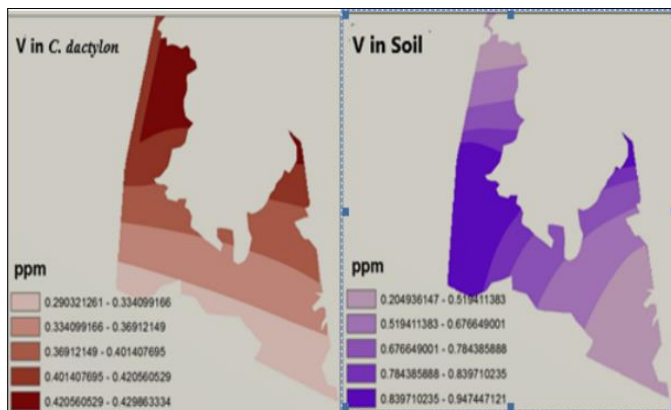 V in C. dactylon
ppm
0.290321261 - 0.334099166
0.334099166 - 0.36912149
0.36912149 - 0.401407695
0.401407695 - 0.420560529
0.420560529 - 0.429863334
V in Soil
ppm
0.204936147 - 0.519411383
0.519411383 - 0.676649001
0.676649001 - 0.784385888
0.784385888 - 0.839710235
0.839710235 - 0.947447121